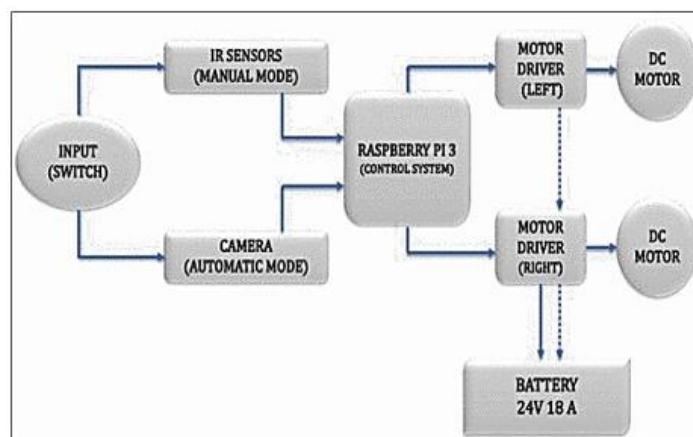 INPUT
(SWITCH)
IR SENSORS
(MANUAL MODE)
CAMERA
(AUTOMATIC MODE)
RASPBERRY PI 3
(CONTROL SYSTEM)
MOTOR
DRIVER
(LEFT)
DC
MOTOR
MOTOR
DRIVER
(RIGHT)
DC
MOTOR
BATTERY
24V 18 A